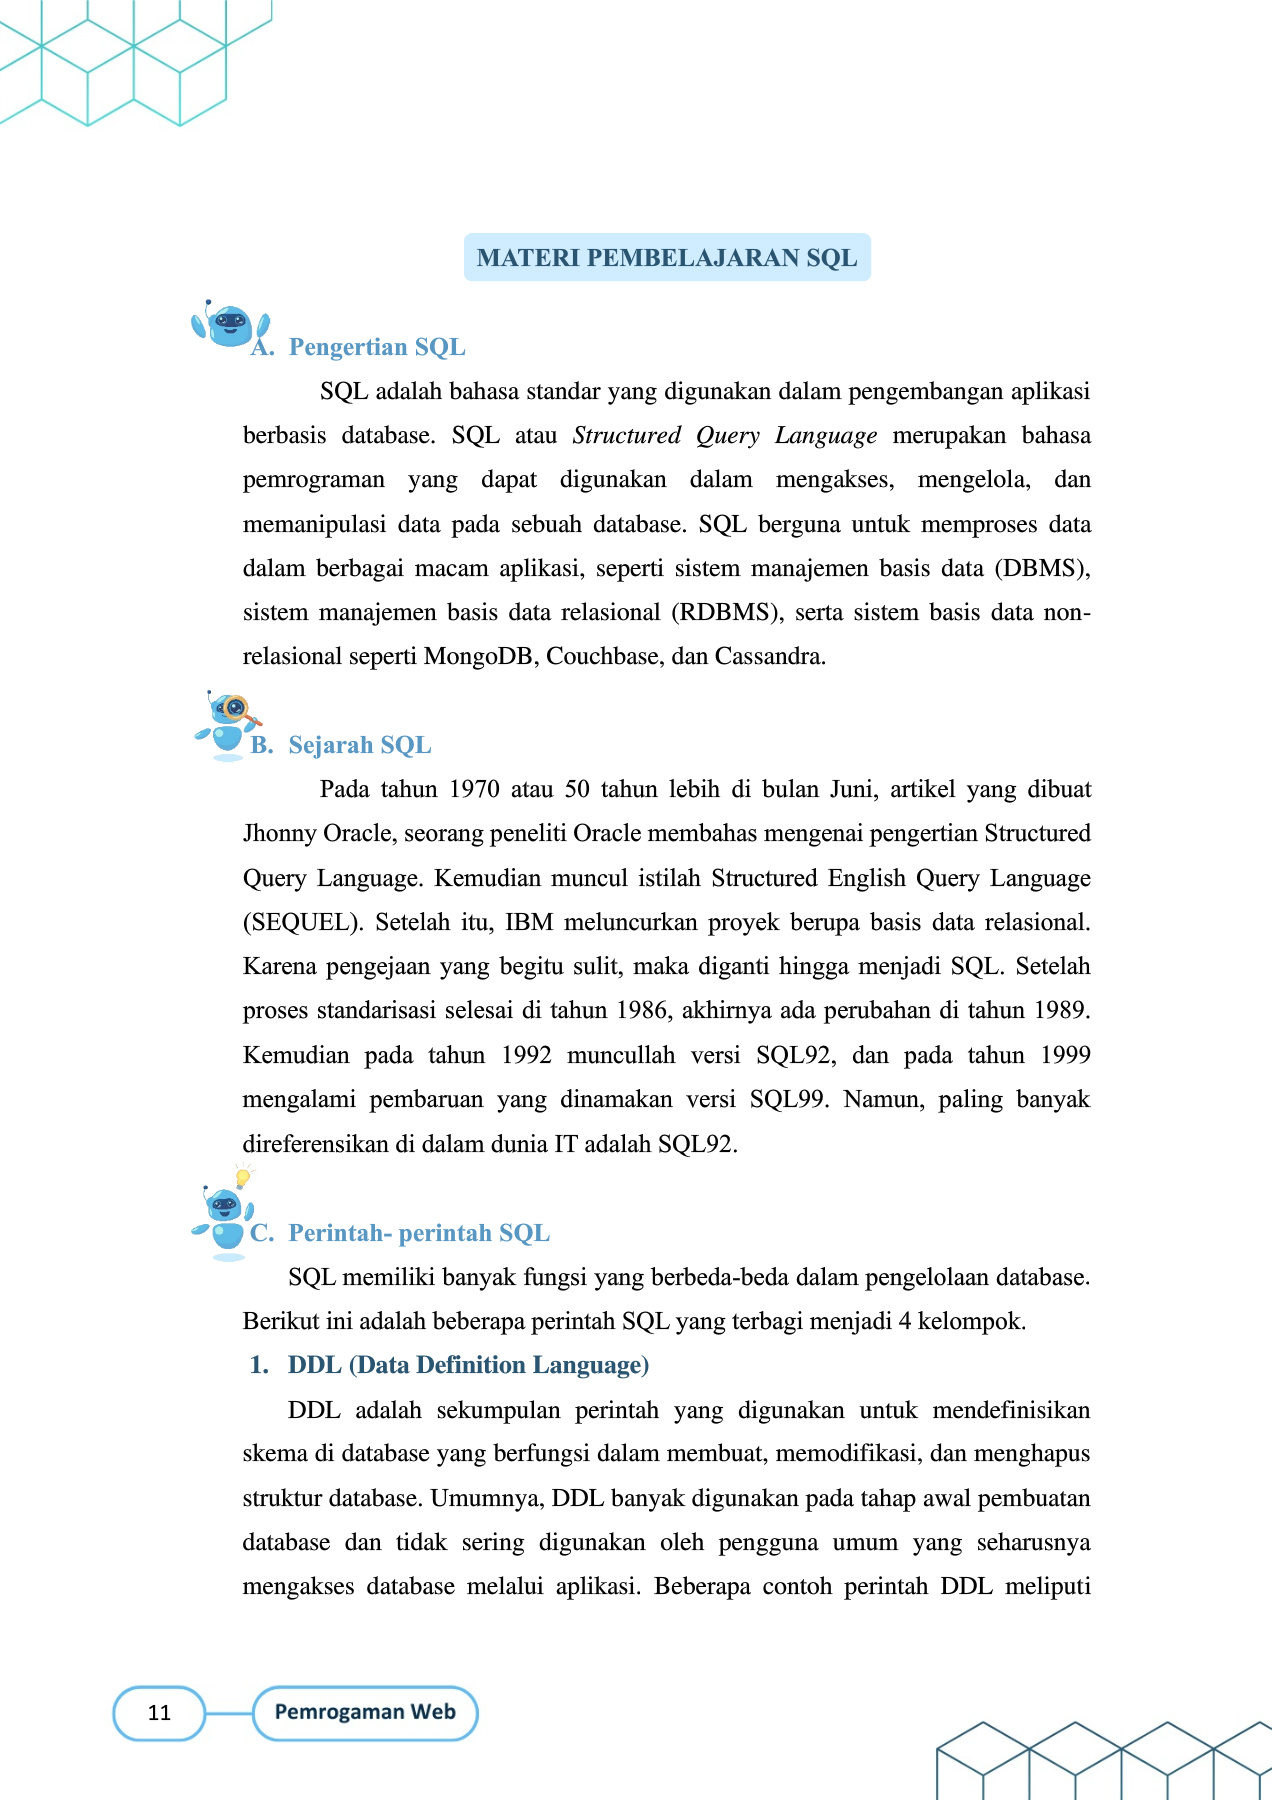 MATERI PEMBELAJARAN SQL
A. Pengertian SQL
SQL adalah bahasa standar yang digunakan dalam pengembangan aplikasi
berbasis database. SQL atau Structured Query Language merupakan bahasa
pemrograman yang dapat digunakan dalam mengakses, mengelola, dan
memanipulasi data pada sebuah database. SQL berguna untuk memproses data
dalam berbagai macam aplikasi, seperti sistem manajemen basis data (DBMS),
sistem manajemen basis data relasional (RDBMS), serta sistem basis data non-
relasional seperti MongoDB, Couchbase, dan Cassandra.
B. Sejarah SQL
Pada tahun 1970 atau 50 tahun lebih di bulan Juni, artikel yang dibuat
Jhonny Oracle, seorang peneliti Oracle membahas mengenai pengertian Structured
Query Language. Kemudian muncul istilah Structured English Query Language
(SEQUEL). Setelah itu, IBM meluncurkan proyek berupa basis data relasional.
Karena pengejaan yang begitu sulit, maka diganti hingga menjadi SQL. Setelah
proses standarisasi selesai di tahun 1986, akhirnya ada perubahan di tahun 1989.
Kemudian pada tahun 1992 muncullah versi SQL92, dan pada tahun 1999
mengalami pembaruan yang dinamakan versi SQL99. Namun, paling banyak
direferensikan di dalam dunia IT adalah SQL92.
C. Perintah- perintah SQL
SQL memiliki banyak fungsi yang berbeda-beda dalam pengelolaan database.
Berikut ini adalah beberapa perintah SQL yang terbagi menjadi 4 kelompok.
1. DDL (Data Definition Language)
DDL adalah sekumpulan perintah yang digunakan untuk mendefinisikan
skema di database yang berfungsi dalam membuat, memodifikasi, dan menghapus
struktur database. Umumnya, DDL banyak digunakan pada tahap awal pembuatan
database dan tidak sering digunakan oleh pengguna umum yang seharusnya
mengakses database melalui aplikasi. Beberapa contoh perintah DDL meliputi
11
Pemrogaman Web